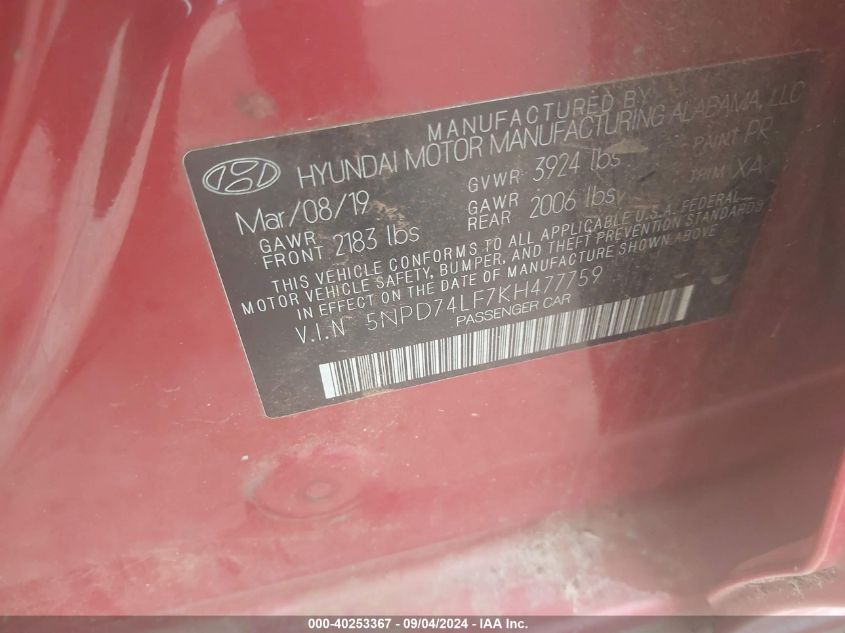 MANUFACTURED BY
HYUNDAI MOTOR MANUFACTURING ALABAMA, LLC
Mar/08/19 GVWR 3924 lbs PAINT PR
GAWR FRONT 2183 lbs GAWR REAR 2006 lbs TRIM XA
THIS VEHICLE CONFORMS TO ALL APPLICABLE U.S.A. FEDERAL
MOTOR VEHICLE SAFETY, BUMPER, AND THEFT PREVENTION STANDARDS
IN EFFECT ON THE DATE OF MANUFACTURE SHOWN ABOVE
V.I.N 5NPD74LF7KH477759
PASSENGER CAR
000-40253367 - 09/04/2024 - IAA Inc.